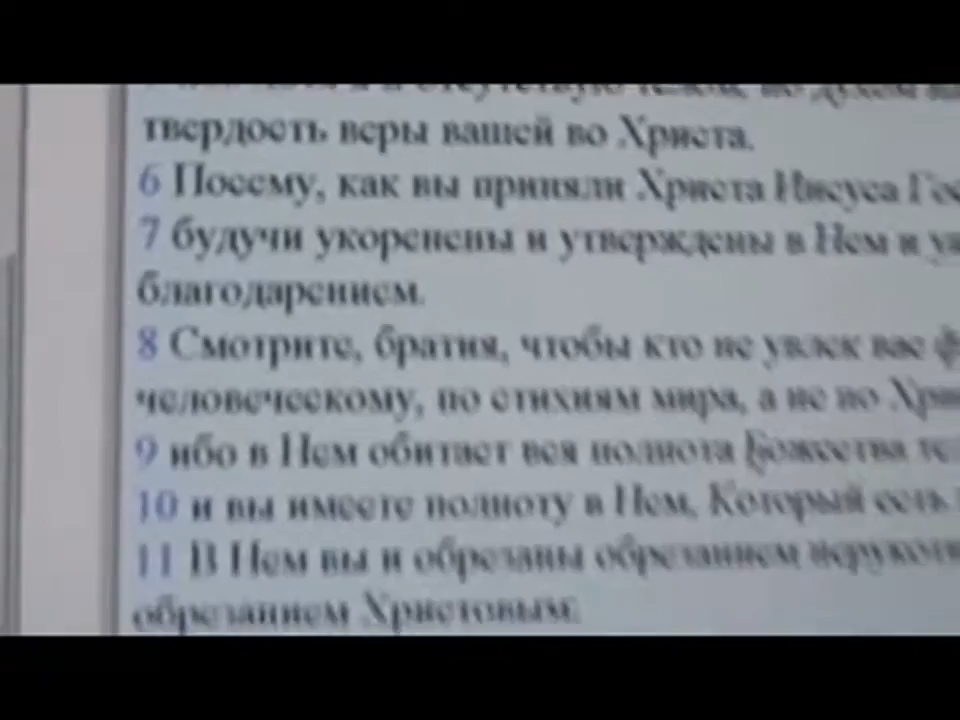 твердость веры вашей во Христа.
6 Посему, как вы приняли Христа Иисуса
7 будучи укоренены и утверждены в Нем и
благодарением.
8 Смотрите, братия, чтобы кто не увлек вас
человеческому, по стихиям мира, а не по
9 ибо в Нем обитает вся полнота Божества
10 и вы имеете полноту в Нем, Который есть
11 В Нем вы и обрезаны обрезанием
обрезанием Христовым;